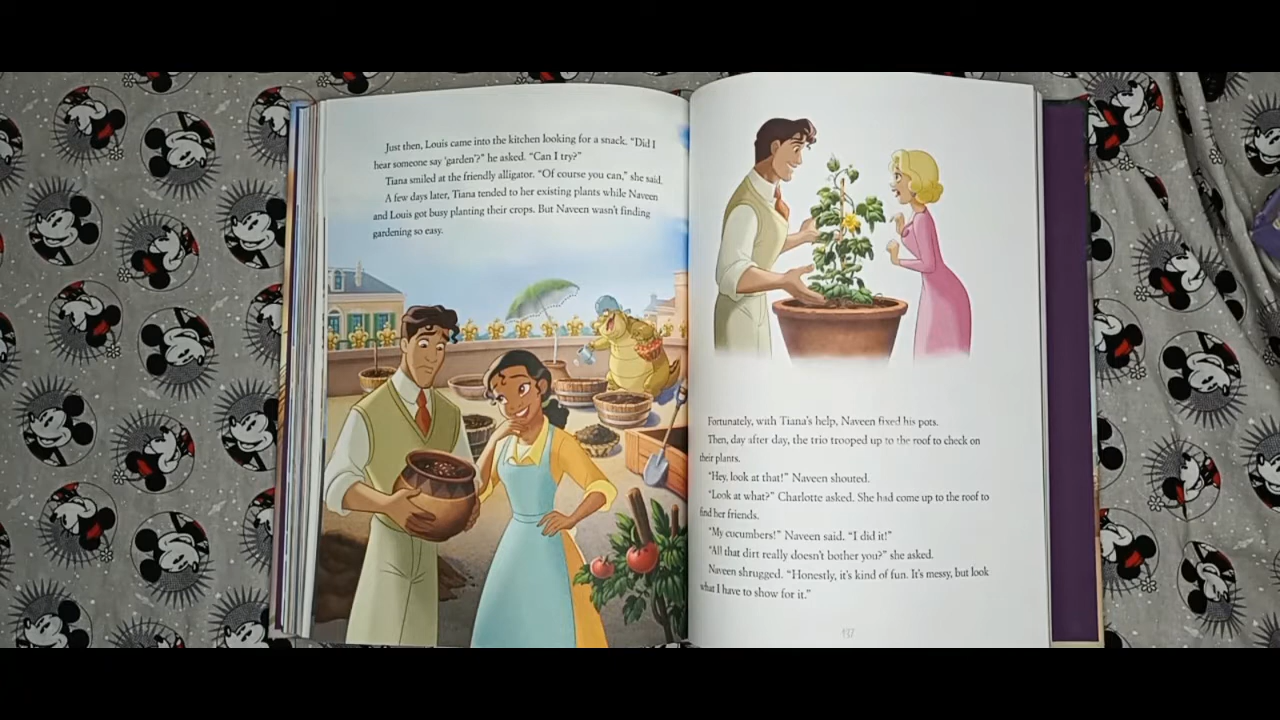 Just then, Louis came into the kitchen looking for a snack. “Did I
hear someone say ‘garden’?” he asked. “Can I try?”
Tiana smiled at the friendly alligator. “Of course you can,” she said.
A few days later, Tiana tended to her existing plants while Naveen
and Louis got busy planting their crops. But Naveen wasn’t finding
gardening so easy.
Fortunately, with Tiana’s help, Naveen fixed his pots.
Then, day after day, the trio trooped up to the roof to check on
their plants.
“Hey, look at that!” Naveen shouted.
“Look at what?” Charlotte asked. She had come up to the roof to
find her friends.
“My cucumbers!” Naveen said. “I did it!”
“All that dirt really doesn’t bother you?” she asked.
Naveen shrugged. “Honestly, it’s kind of fun. It’s messy, but look
what I have to show for it.”
137